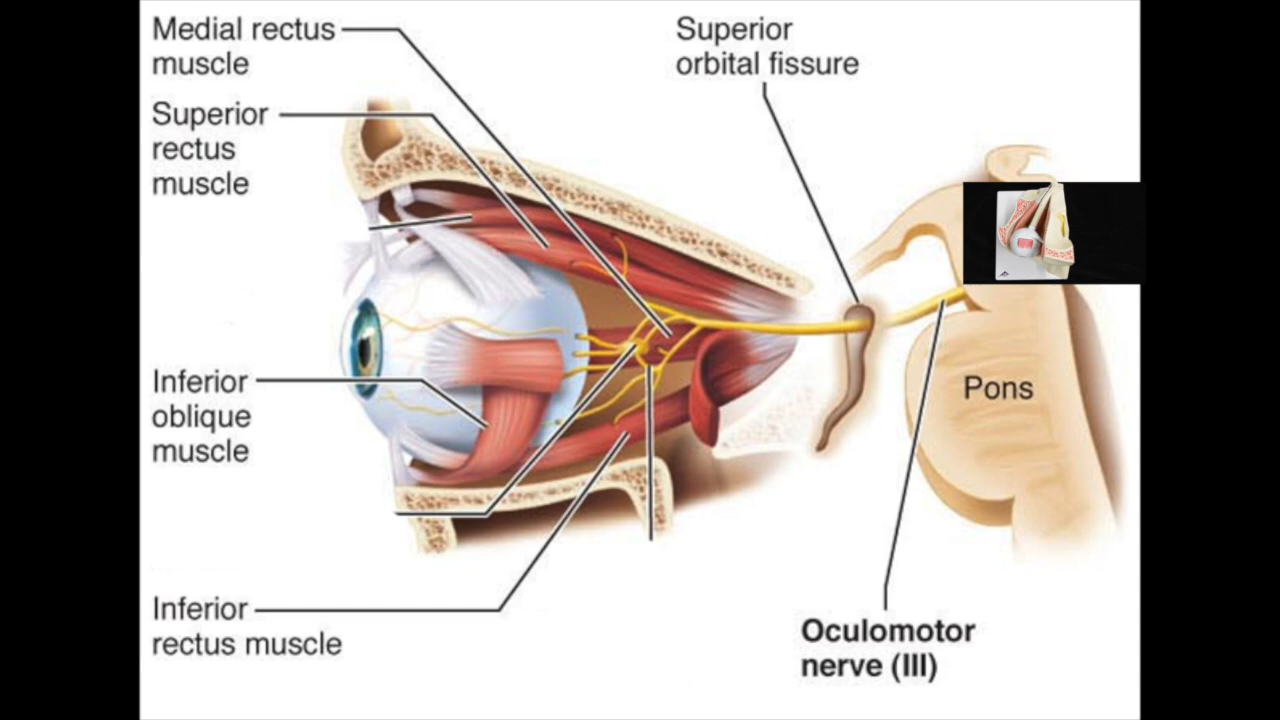 Medial rectus
muscle
Superior
rectus
muscle
Superior
orbital fissure
Inferior
oblique
muscle
Pons
Inferior
rectus muscle
Oculomotor
nerve (III)